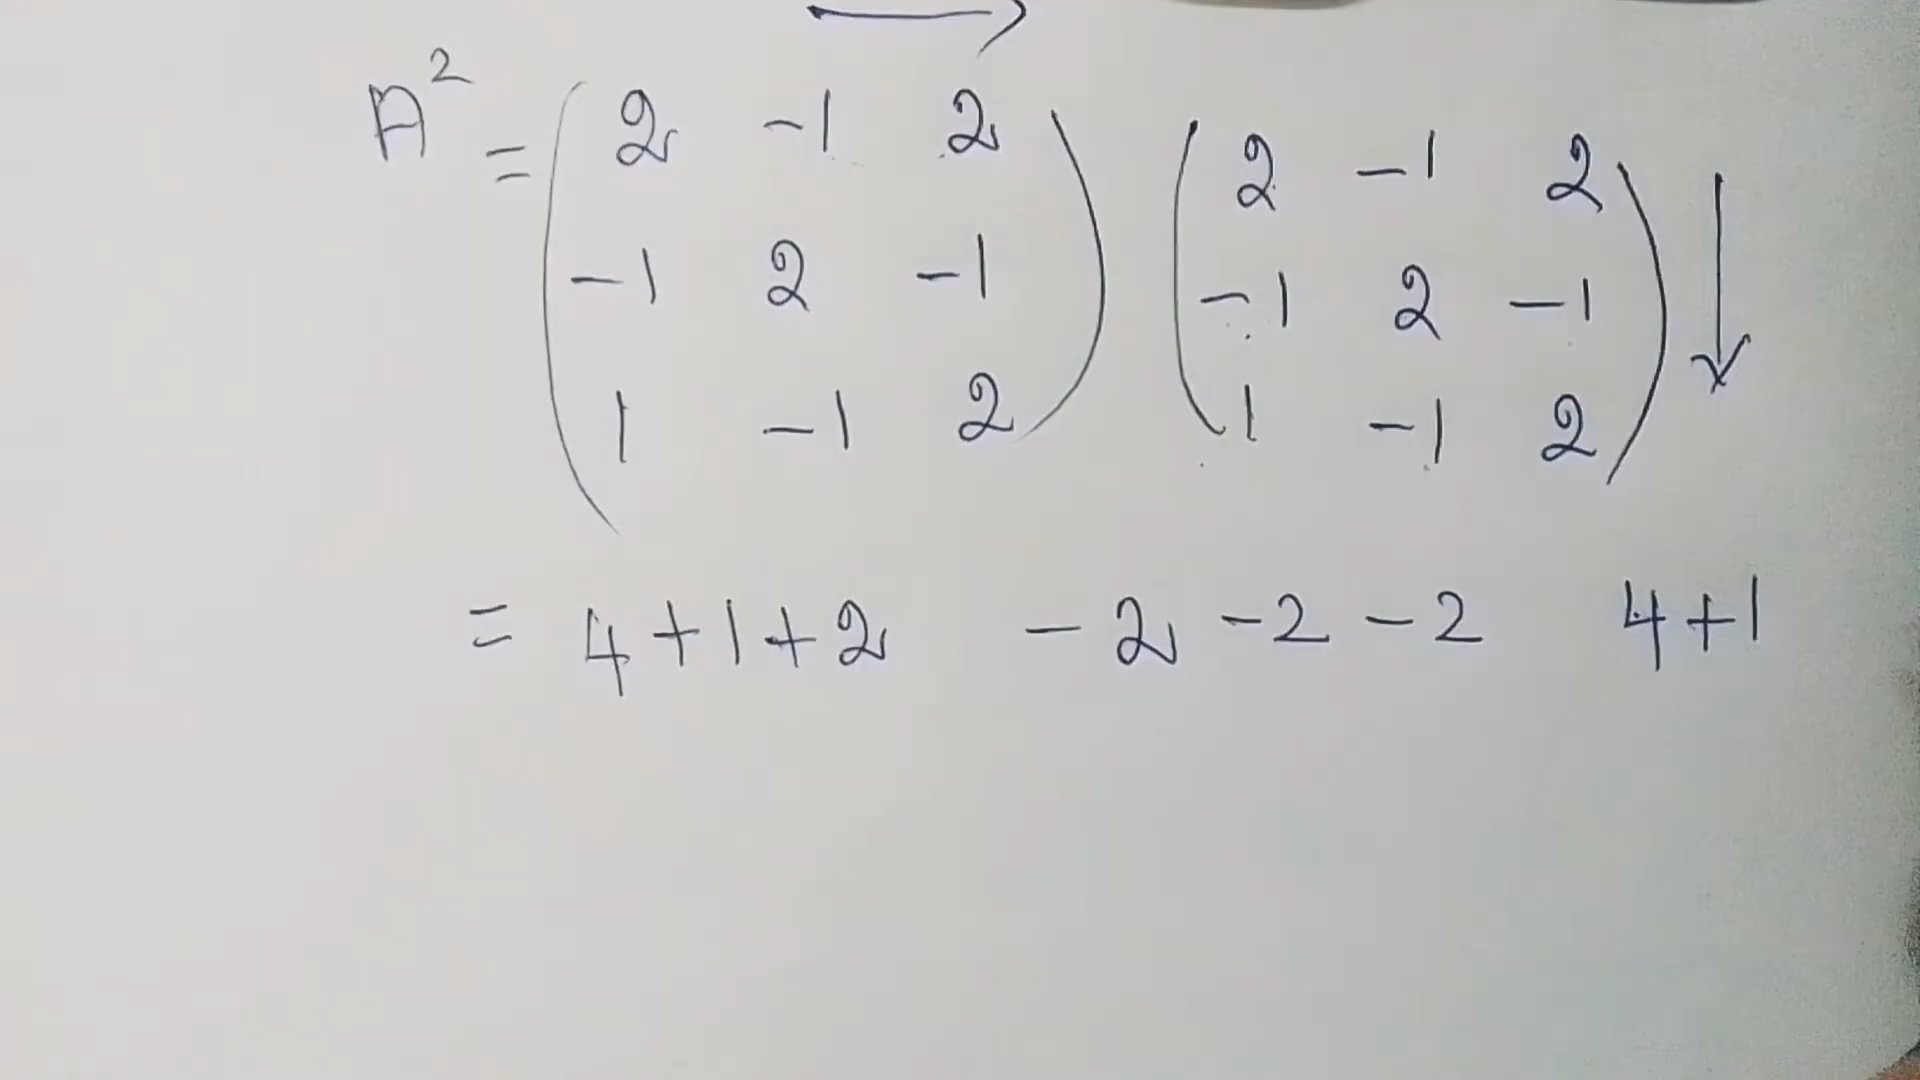 A² = ( 2 -1 2 ) ( 2 -1 2 )
-1 2 -1 -1 2 -1
1 -1 2 1 -1 2
= 4+1+2 -2-2-2 4+1